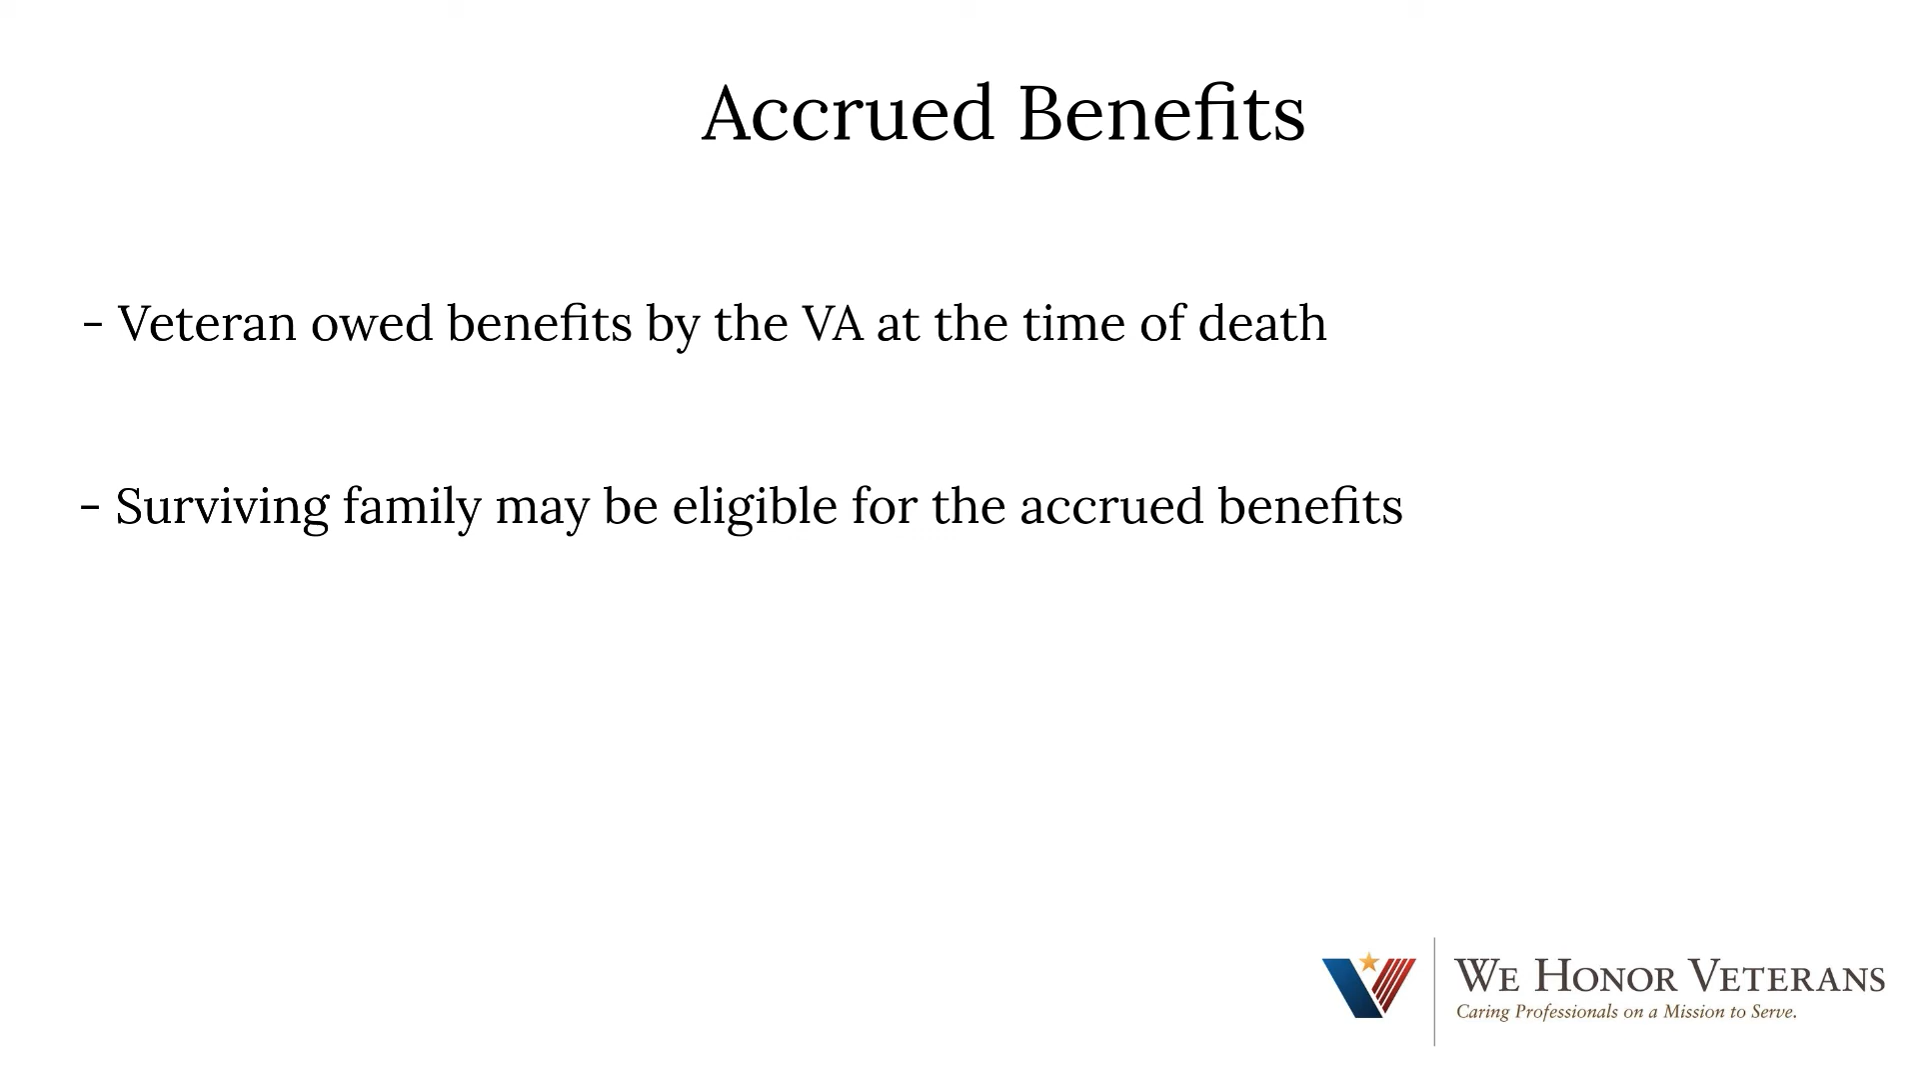 Accrued Benefits
- Veteran owed benefits by the VA at the time of death
- Surviving family may be eligible for the accrued benefits
We Honor Veterans
Caring Professionals on a Mission to Serve.